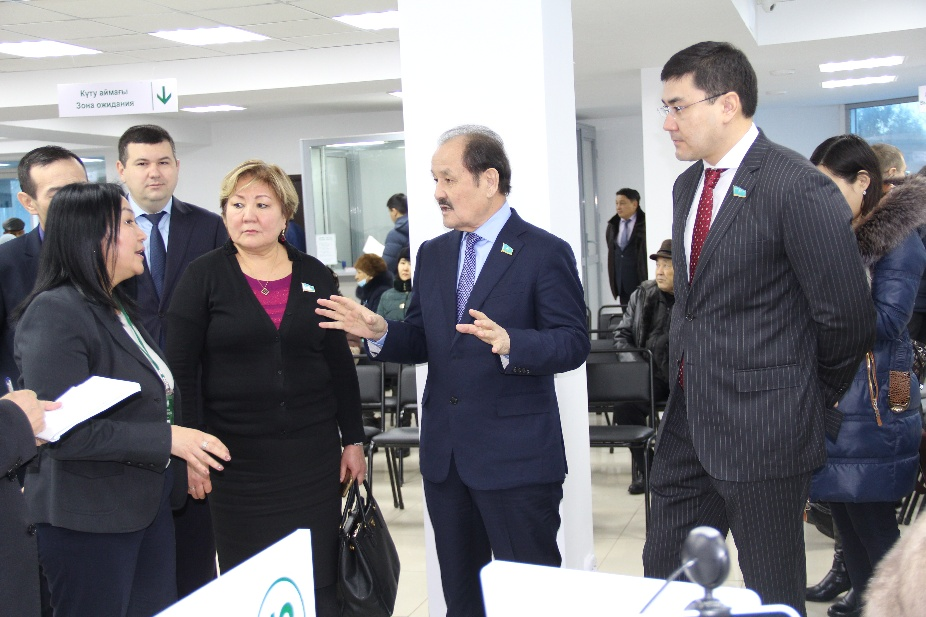 Күту аймағы
Зона ожидания